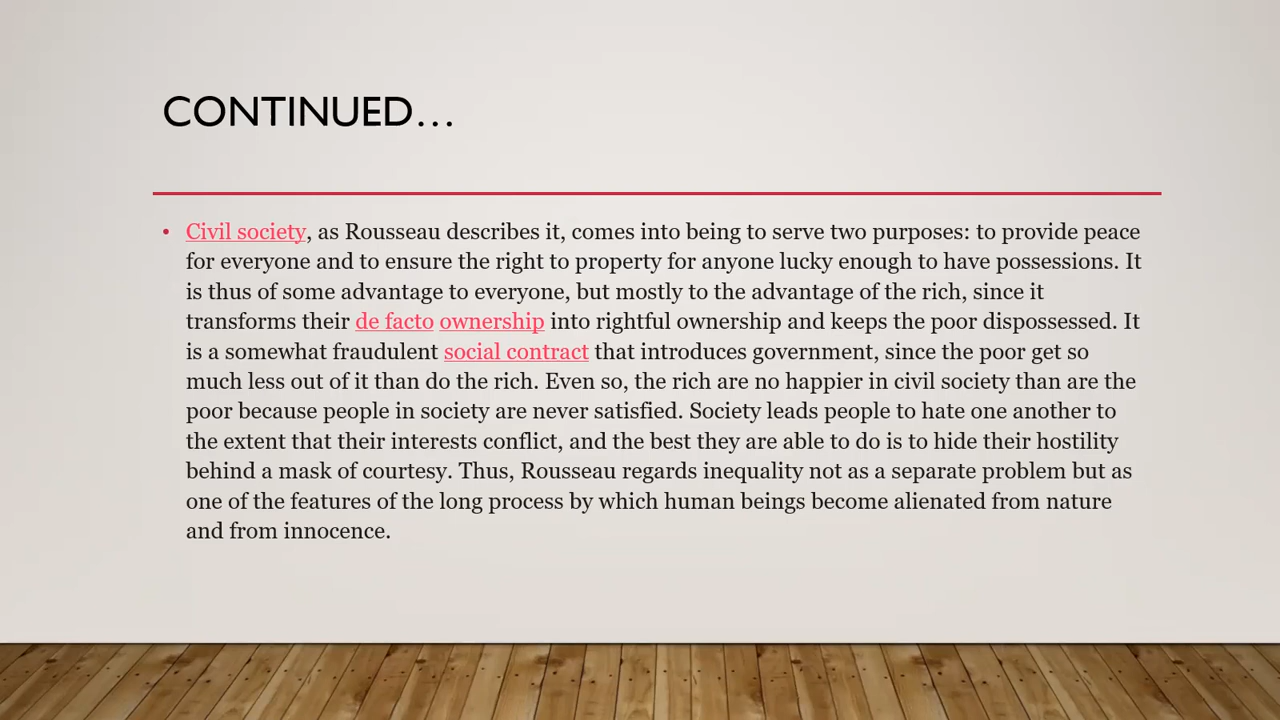 CONTINUED...
• Civil society, as Rousseau describes it, comes into being to serve two purposes: to provide peace
for everyone and to ensure the right to property for anyone lucky enough to have possessions. It
is thus of some advantage to everyone, but mostly to the advantage of the rich, since it
transforms their de facto ownership into rightful ownership and keeps the poor dispossessed. It
is a somewhat fraudulent social contract that introduces government, since the poor get so
much less out of it than do the rich. Even so, the rich are no happier in civil society than are the
poor because people in society are never satisfied. Society leads people to hate one another to
the extent that their interests conflict, and the best they are able to do is to hide their hostility
behind a mask of courtesy. Thus, Rousseau regards inequality not as a separate problem but as
one of the features of the long process by which human beings become alienated from nature
and from innocence.